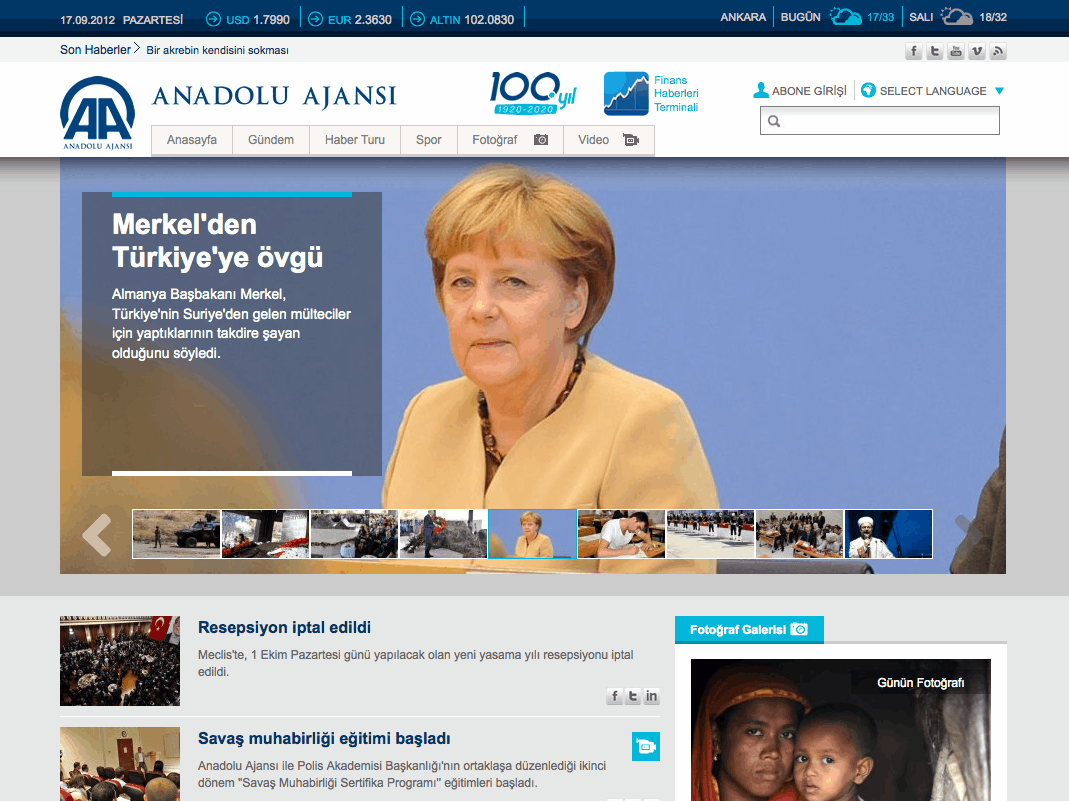 17.09.2012 PAZARTESİ USD 1.7990 EUR 2.3630 ALTIN 102.0830 ANKARA BUGÜN 17/33 SALI 18/32
Son Haberler Bir akrebin kendisini sokması
ANADOLU AJANSI
ANADOLU AJANSI
100.yıl
1920-2020
Finans
Haberleri
Terminali
ABONE GİRİŞİ SELECT LANGUAGE
Anasayfa Gündem Haber Turu Spor Fotoğraf Video
Merkel'den
Türkiye'ye övgü
Almanya Başbakanı Merkel,
Türkiye'nin Suriye'den gelen mülteciler
için yaptıklarının takdire şayan
olduğunu söyledi.
Resepsiyon iptal edildi
Meclis'te, 1 Ekim Pazartesi günü yapılacak olan yeni yasama yılı resepsiyonu iptal
edildi.
Savaş muhabirliği eğitimi başladı
Anadolu Ajansı ile Polis Akademisi Başkanlığı'nın ortaklaşa düzenlediği ikinci
dönem "Savaş Muhabirliği Sertifika Programı" eğitimleri başladı.
Fotoğraf Galerisi
Günün Fotoğrafı